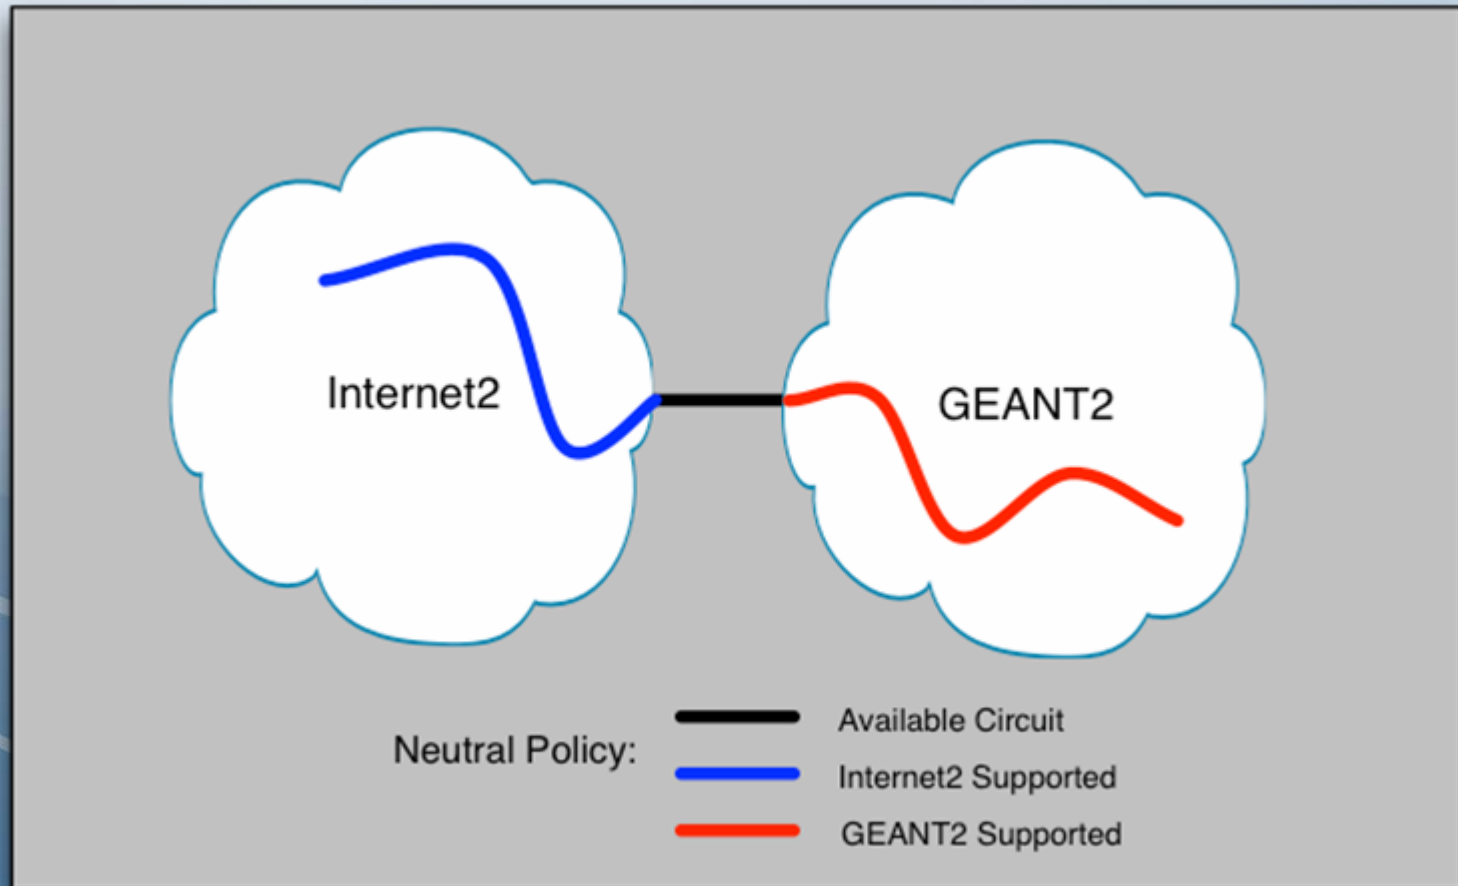 Internet2
GEANT2
Neutral Policy:
Available Circuit
Internet2 Supported
GEANT2 Supported